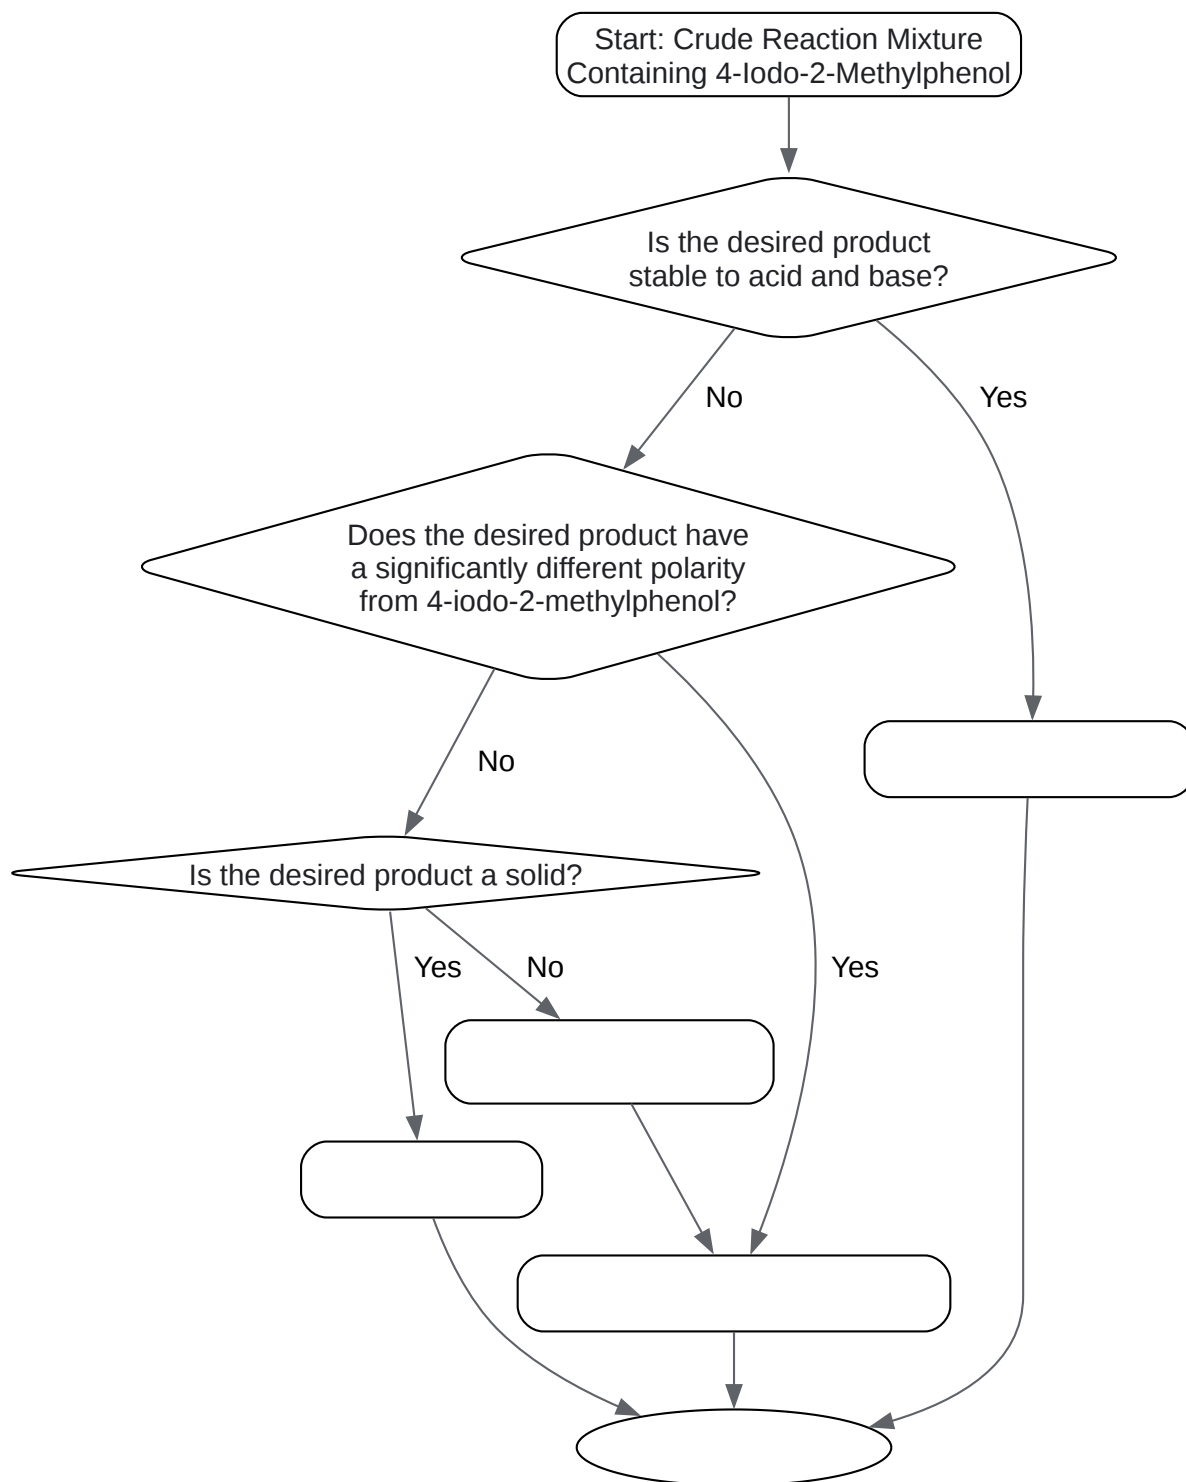 Start: Crude Reaction Mixture
Containing 4-Iodo-2-Methylphenol
Is the desired product
stable to acid and base?
No
Yes
Does the desired product have
a significantly different polarity
from 4-iodo-2-methylphenol?
No
Is the desired product a solid?
Yes
No
Yes